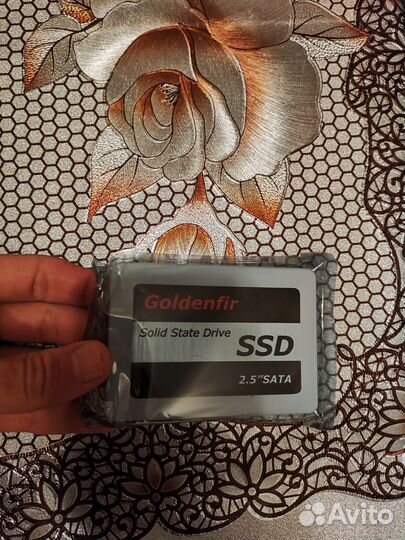 Goldenfir
Solid State Drive
SSD
2.5"SATA
Avito